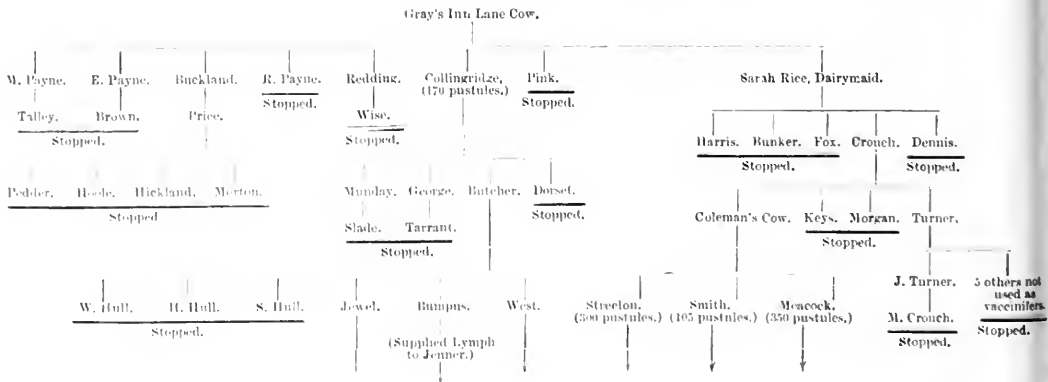 Gray's Inn Lane Cow.
M. Payne. E. Payne. Buckland. R. Payne. Redding. Collingridge, Pink. Sarah Rice, Dairymaid.
(170 pustules.)
Stopped. Stopped.
Talley. Brown. Price. Wise.
Stopped. Stopped.
Harris. Bunker. Fox. Crouch. Dennis.
Stopped. Stopped.
Pedder. Hoole. Hickland. Morton. Munday. George. Butcher. Dorset.
Stopped Stopped.
Coleman's Cow. Keys. Morgan. Turner.
Slade. Tarrant. Stopped.
Stopped.
J. Turner. 5 others not
used as
vaccinifers.
W. Hull. H. Hull. S. Hull. Jewel. Bumpus. West. Streeton. Smith. Meacock.
(300 pustules.) (105 pustules.) (350 pustules.)
M. Crouch. Stopped.
Stopped. Stopped.
(Supplied Lymph
to Jenner.)